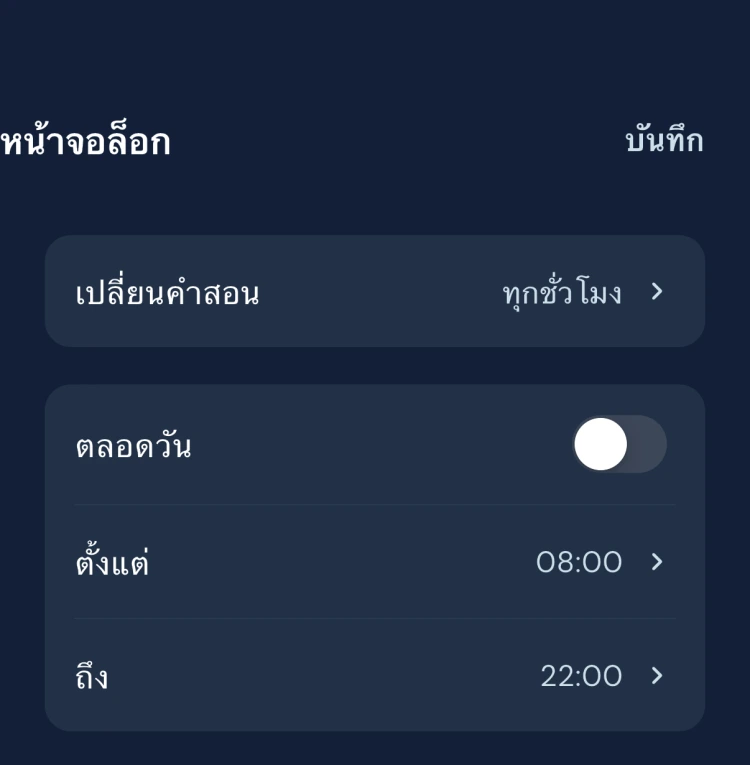 หน้าจอล็อก
บันทึก
เปลี่ยนคำสอน ทุกชั่วโมง
ตลอดวัน
ตั้งแต่ 08:00
ถึง 22:00